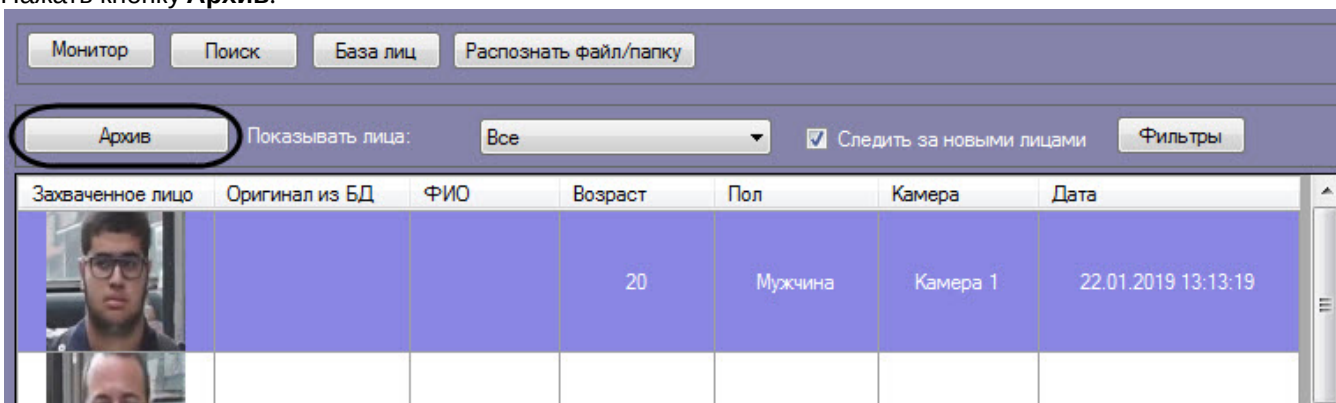 Нажать кнопку Архив.
Монитор Поиск База лиц Распознать файл/папку
Архив Показывать лица: Все Следить за новыми лицами Фильтры
Захваченное лицо Оригинал из БД ФИО Возраст Пол Камера Дата
20 Мужчина Камера 1 22.01.2019 13:13:19